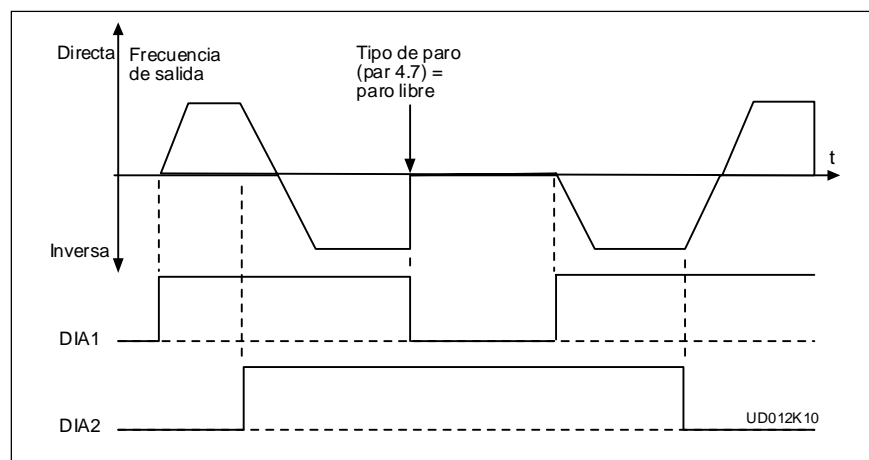 Directa
Frecuencia
de salida
Tipo de paro
(par 4.7) =
paro libre
t
Inversa
DIA1
DIA2
UD012K10